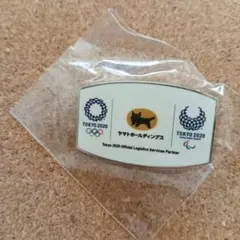 TOKYO 2020
ヤマトホールディングス
TOKYO 2020
Tokyo 2020 Official Logistics Services Partner